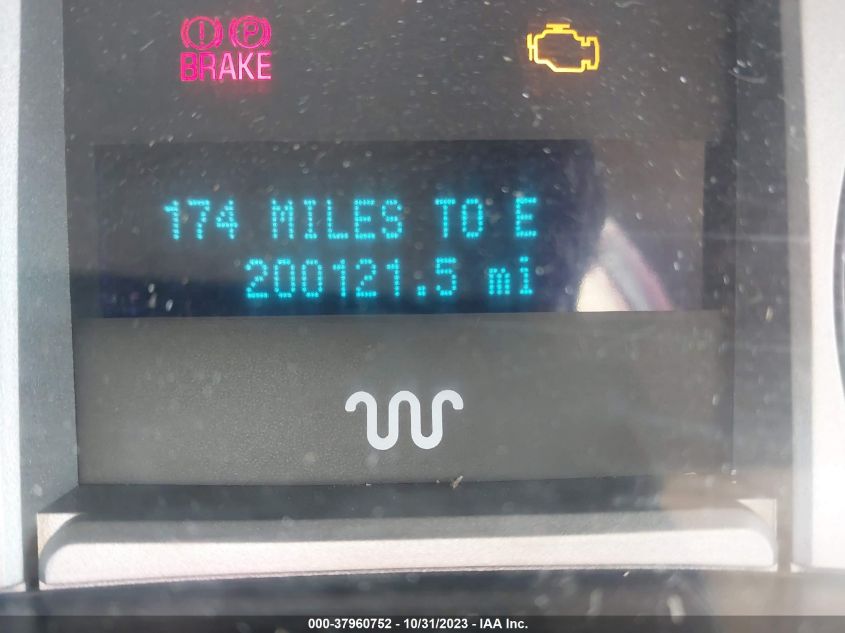 BRAKE
174 MILES TO E
200121.5 mi
000-37960752 - 10/31/2023 - IAA Inc.